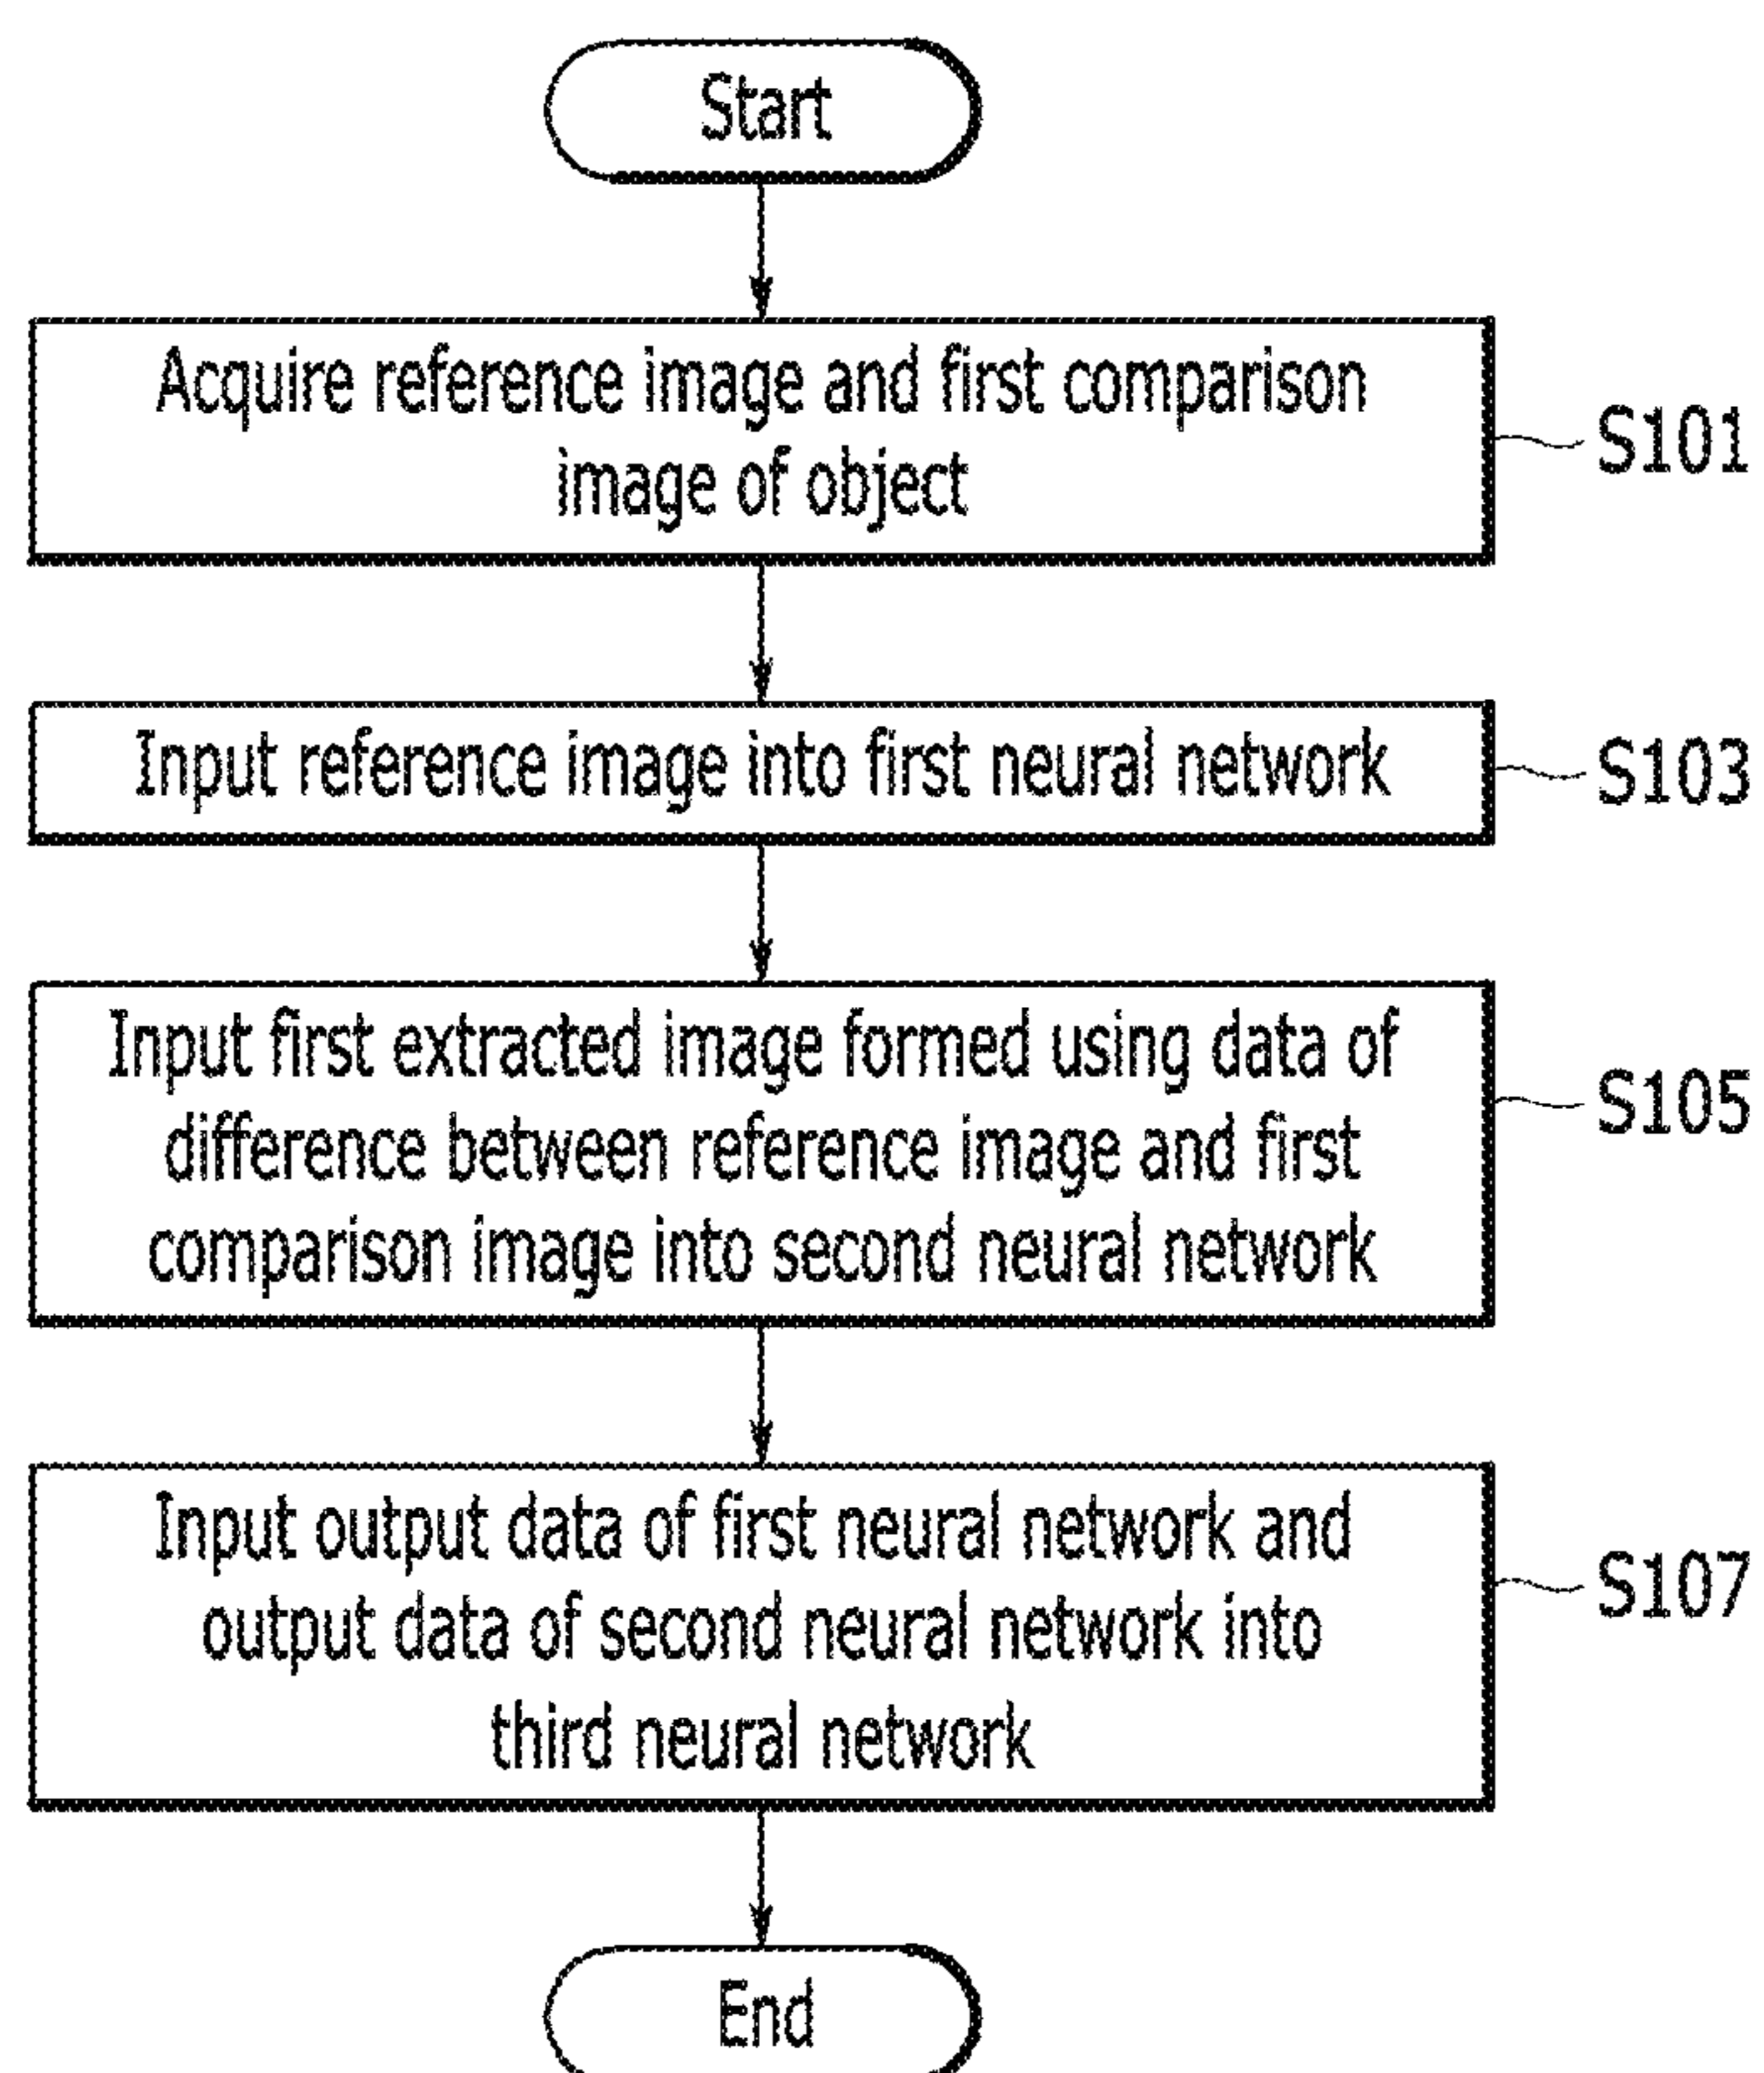 Start
Acquire reference image and first comparison
image of object
S101
Input reference image into first neural network
S103
Input first extracted image formed using data of
difference between reference image and first
comparison image into second neural network
S105
Input output data of first neural network and
output data of second neural network into
third neural network
S107
End